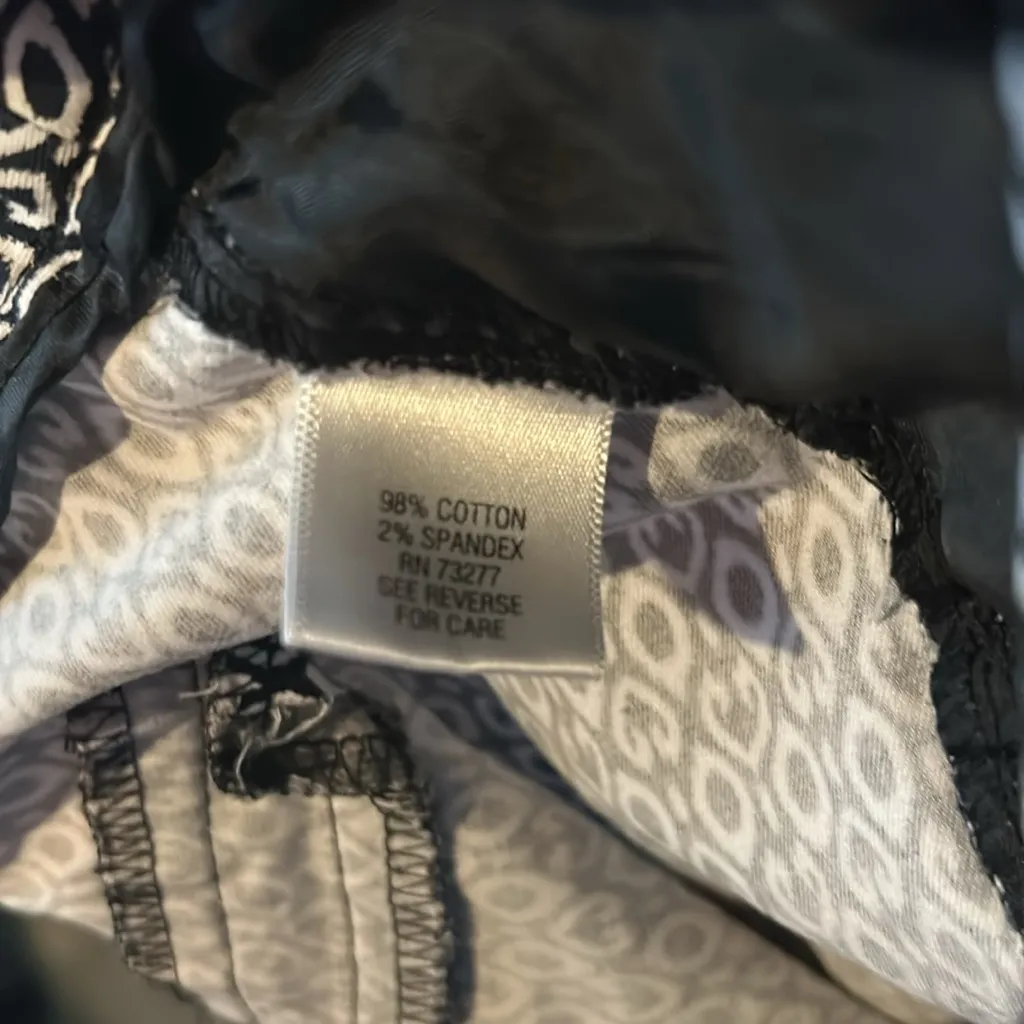 98% COTTON
2% SPANDEX
RN 73277
SEE REVERSE
FOR CARE